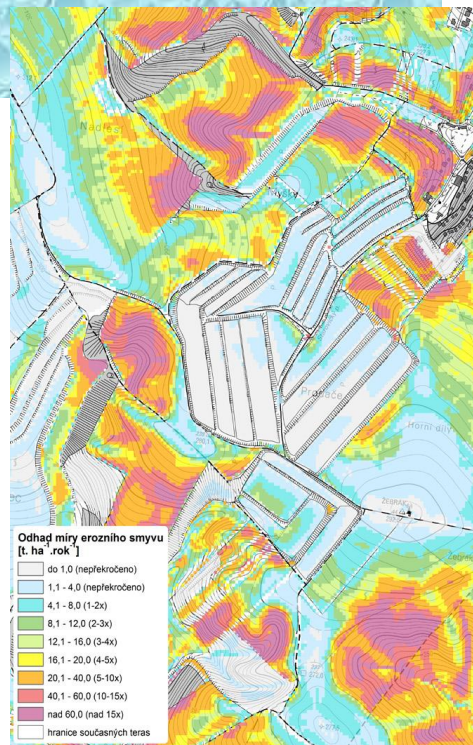 Horní díly
Odhad míry erozního smyvu
[t. ha⁻¹.rok⁻¹]
do 1,0 (nepřekročeno)
1,1 - 4,0 (nepřekročeno)
4,1 - 8,0 (1-2x)
8,1 - 12,0 (2-3x)
12,1 - 16,0 (3-4x)
16,1 - 20,0 (4-5x)
20,1 - 40,0 (5-10x)
40,1 - 60,0 (10-15x)
nad 60,0 (nad 15x)
hranice současných teras